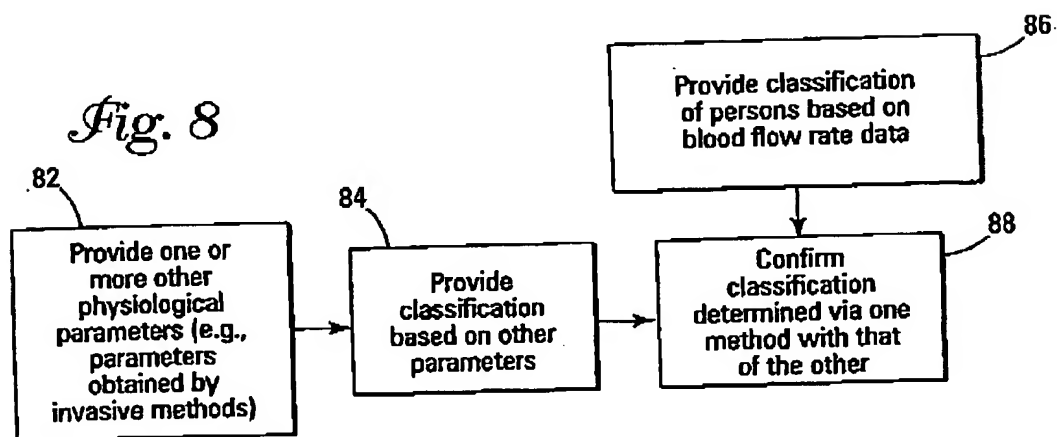 Fig. 8
82
Provide one or
more other
physiological
parameters (e.g.,
parameters
obtained by
invasive methods)
84
Provide
classification
based on other
parameters
86
Provide classification
of persons based on
blood flow rate data
88
Confirm
classification
determined via one
method with that
of the other